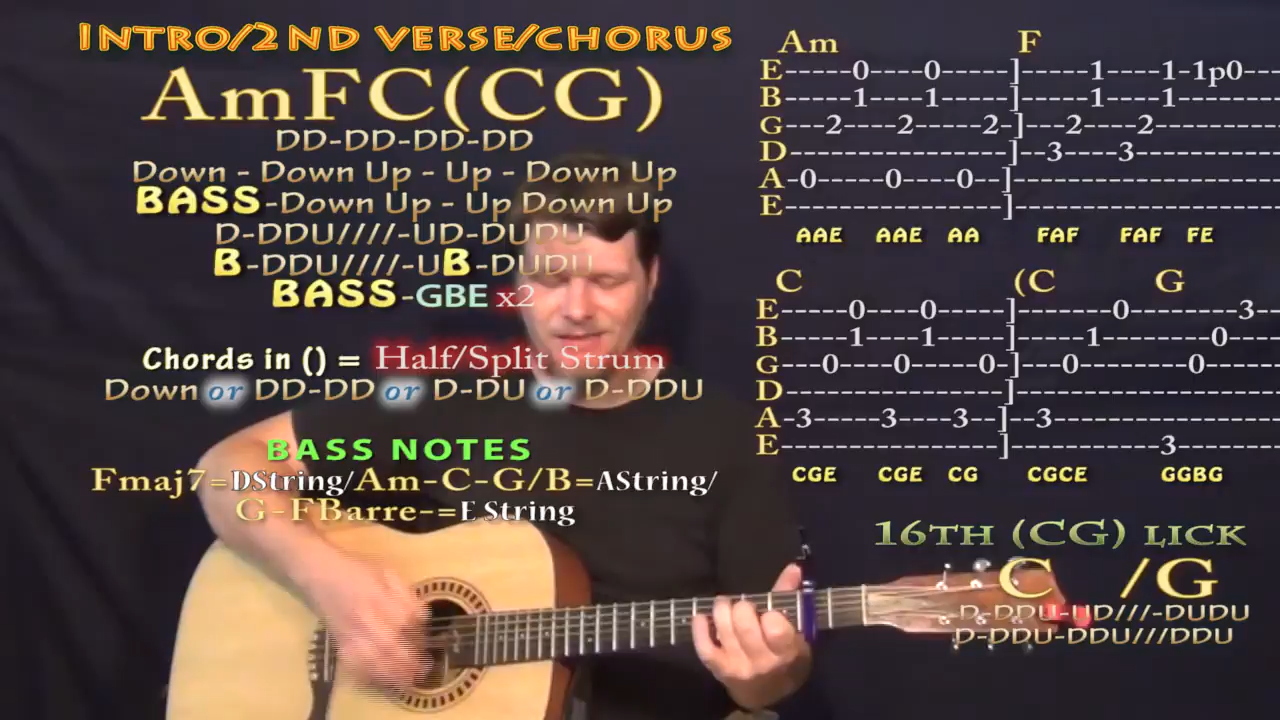 INTRO/2ND VERSE/CHORUS
AmFC(CG)
DD-DD-DD-DD
Down - Down Up - Up - Down Up
BASS-Down Up - Up Down Up
D-DDU////-UD-DUDU
B-DDU////-UB-DUDU
BASS-GBE x2
Chords in () = Half/Split Strum
Down or DD-DD or D-DU or D-DDU
BASS NOTES
Fmaj7=DString/Am-C-G/B=AString/
G-FBarre-=E String
Am F
E------0----0-----]------1----1-1p0---
B------1----1-----]------1----1-------
G---2----2----2-]---2----2----------
D------------------]--3----3-----------
A-0-----0----0--]------------------
E------------------]------------------
AAE AAE AA FAF FAF FE
C (C G
E------0----0-----]-------0--------3--
B------1----1-----]-----1--------0---
G---0----0----0-]---0--------0-----
D------------------]------------------
A-3-----3----3--]--3---------------
E------------------]----------3-------
CGE CGE CG CGCE GGBG
16TH (CG) LICK
C /G
D-DDU-UD///-DUDU
D-DDU-DDU///DDU